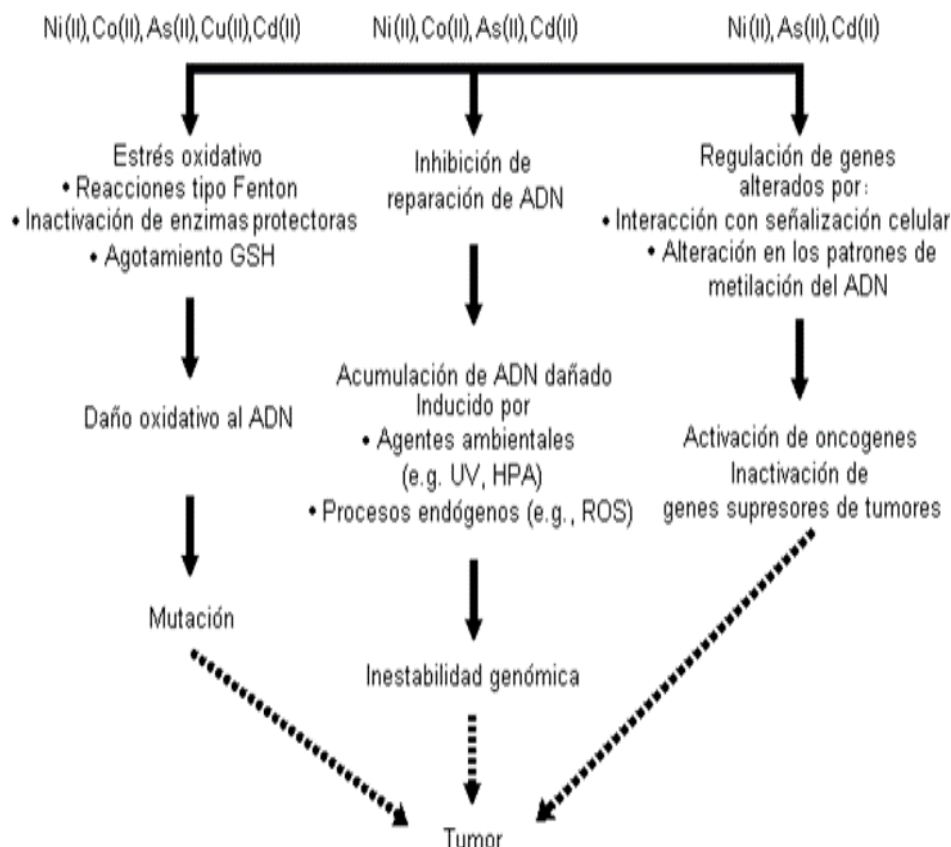 Ni(II),Co(II),As(II),Cu(II),Cd(II)
Ni(II),Co(II),As(II),Cd(II)
Ni(II),As(II),Cd(II)
Estrés oxidativo
• Reacciones tipo Fenton
• Inactivación de enzimas protectoras
• Agotamiento GSH
Daño oxidativo al ADN
Mutación
Inhibición de
reparación de ADN
Acumulación de ADN dañado
Inducido por
• Agentes ambientales
(e.g. UV, HPA)
• Procesos endógenos (e.g., ROS)
Inestabilidad genómica
Regulación de genes
alterados por:
• Interacción con señalización celular
• Alteración en los patrones de
metilación del ADN
Activación de oncogenes
Inactivación de
genes supresores de tumores
Tumor